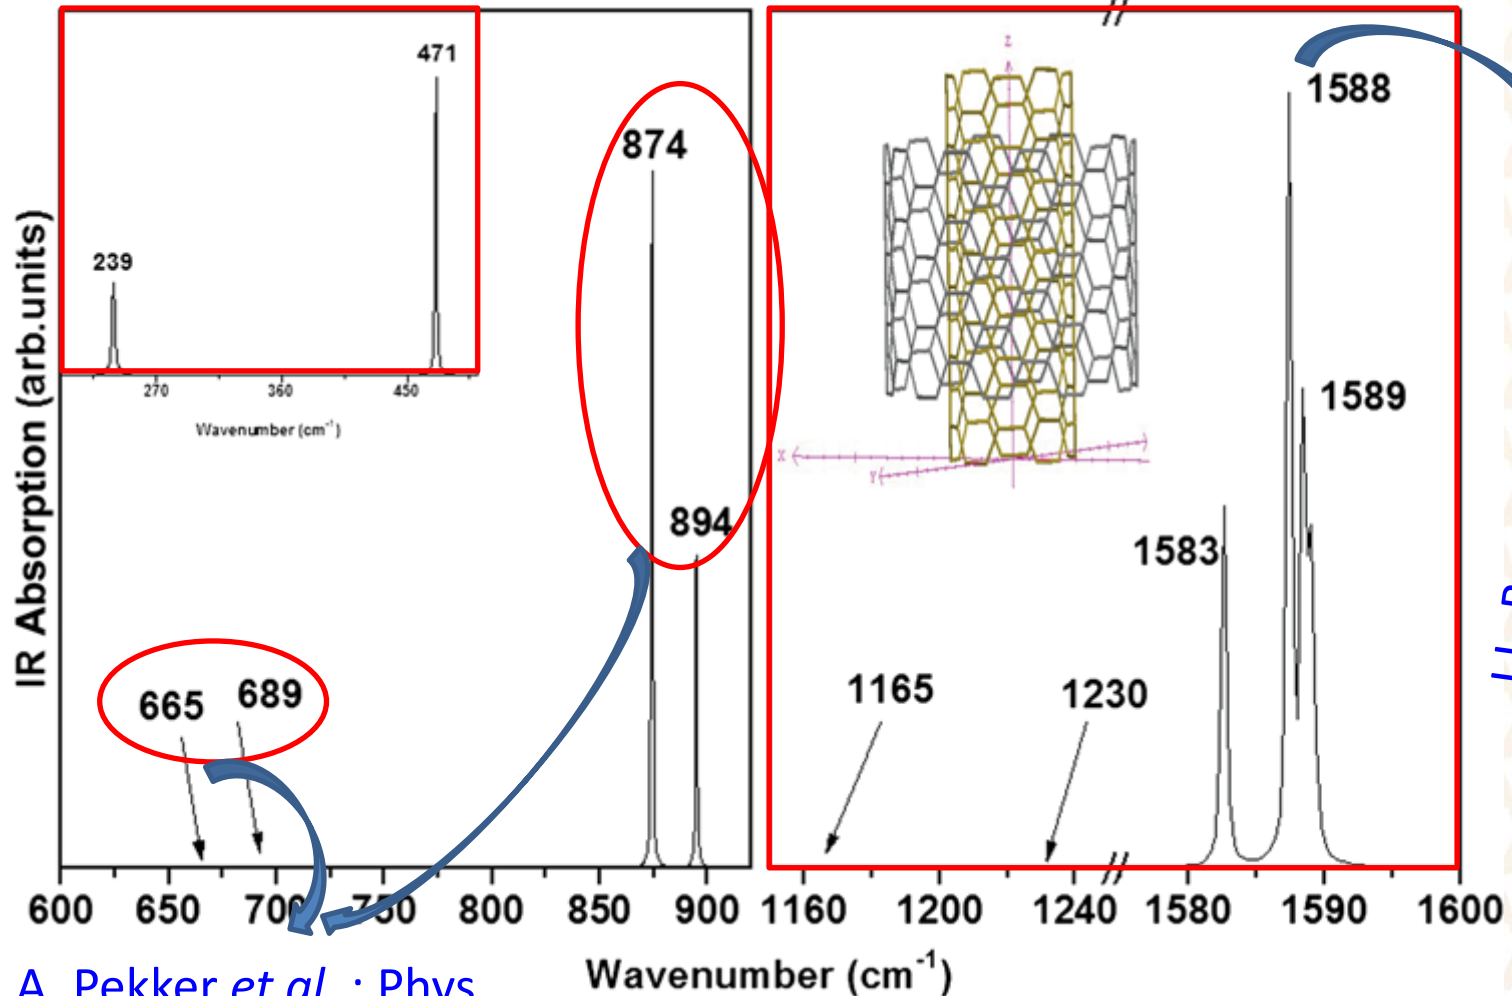 471
239
270 360 450
Wavenumber (cm-1)
874
894
665
689
IR Absorption (arb.units)
Z
X
Y
1588
1589
1583
1165
1230
600 650 700 750 800 850 900 1160 1200 1240 1580 1590 1600
Wavenumber (cm-1)
A. Pekker et al.; Phys.